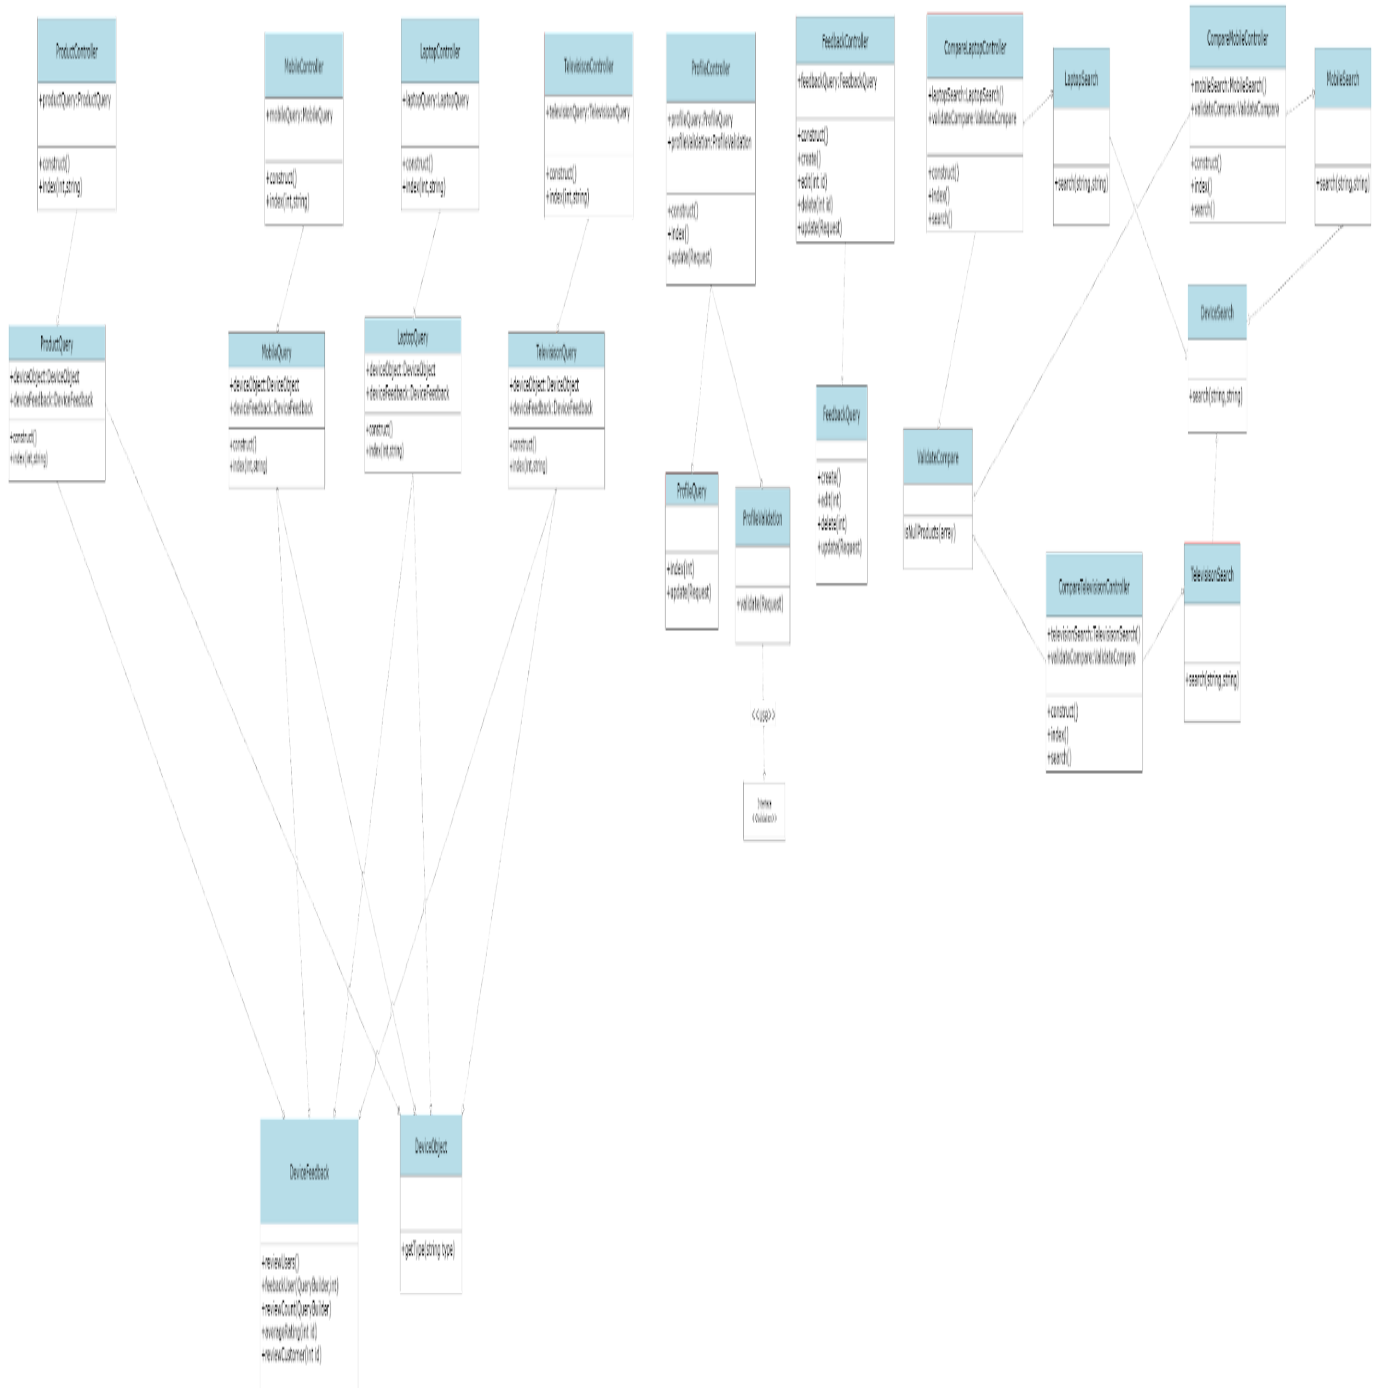 ProductController
+productQuery:ProductQuery
+construct()
+index(int,string)
MobileController
+mobileQuery:MobileQuery
+construct()
+index(int,string)
LaptopController
+laptopQuery:LaptopQuery
+construct()
+index(int,string)
TelevisionController
+televisionQuery:TelevisionQuery
+construct()
+index(int,string)
ProfileController
+profileQuery:ProfileQuery
+profileValidation:ProfileValidation
+construct()
+index()
+update(Request)
FeedbackController
+feedbackQuery:FeedbackQuery
+construct()
+create()
+edit(int id)
+delete(int id)
+update(Request)
CompareLaptopController
+laptopSearch:LaptopSearch()
+validateCompare:ValidateCompare
+construct()
+index()
+search()
LaptopSearch
+search(string,string)
CompareMobileController
+mobileSearch:MobileSearch()
+validateCompare:ValidateCompare
+construct()
+index()
+search()
MobileSearch
+search(string,string)
DeviceSearch
+search(string,string)
ProductQuery
+deviceObject:DeviceObject
+deviceFeedback:DeviceFeedback
+construct()
+index(int,string)
MobileQuery
+deviceObject:DeviceObject
+deviceFeedback:DeviceFeedback
+construct()
+index(int,string)
LaptopQuery
+deviceObject:DeviceObject
+deviceFeedback:DeviceFeedback
+construct()
+index(int,string)
TelevisionQuery
+deviceObject:DeviceObject
+deviceFeedback:DeviceFeedback
+construct()
+index(int,string)
ProfileQuery
+index(int)
+update(Request)
ProfileValidation
+validate(Request)
<<use>>
Interface
FeedbackQuery
+create()
+edit(int)
+delete(int)
+update(Request)
ValidateCompare
isNullProducts(array)
CompareTelevisionController
+televisionSearch:TelevisionSearch()
+validateCompare:ValidateCompare
+construct()
+index()
+search()
TelevisionSearch
+search(string,string)
DeviceFeedback
+reviewUsers()
+feebackUser(QueryBuilder,int)
+reviewCount(QueryBuilder)
+averageRating(int id)
+reviewCustomer(int id)
DeviceObject
+getType(string type)